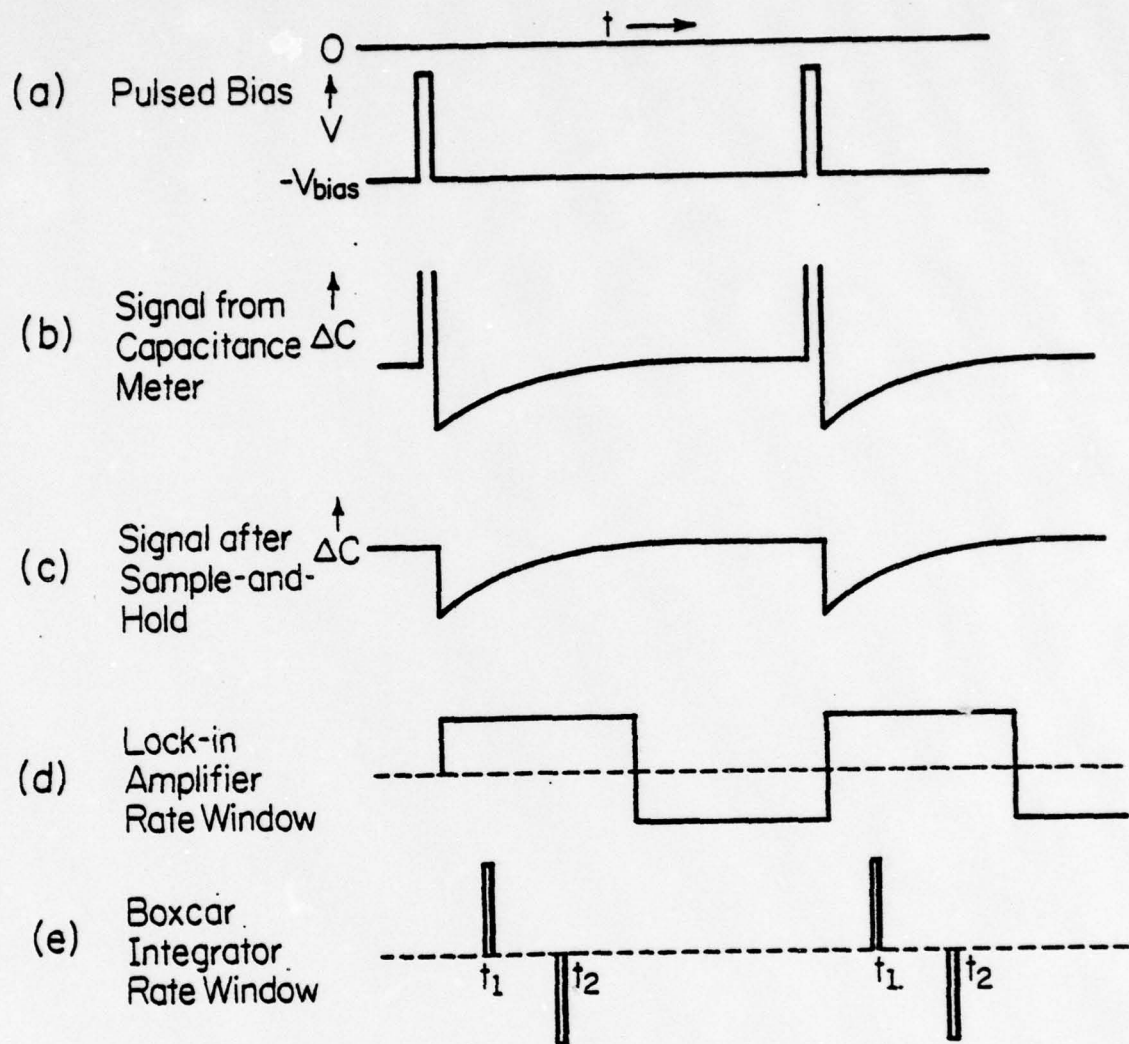 t
0
(a) Pulsed Bias
V
-Vbias
(b) Signal from
Capacitance ΔC
Meter
(c) Signal after ΔC
Sample-and-
Hold
(d) Lock-in
Amplifier
Rate Window
(e) Boxcar
Integrator
Rate Window
t1 t2 t1 t2